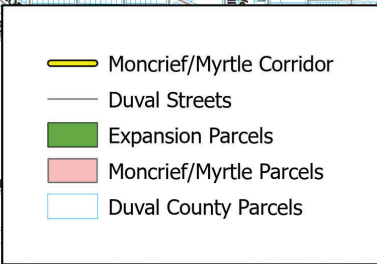 Moncrief/Myrtle Corridor
Duval Streets
Expansion Parcels
Moncrief/Myrtle Parcels
Duval County Parcels